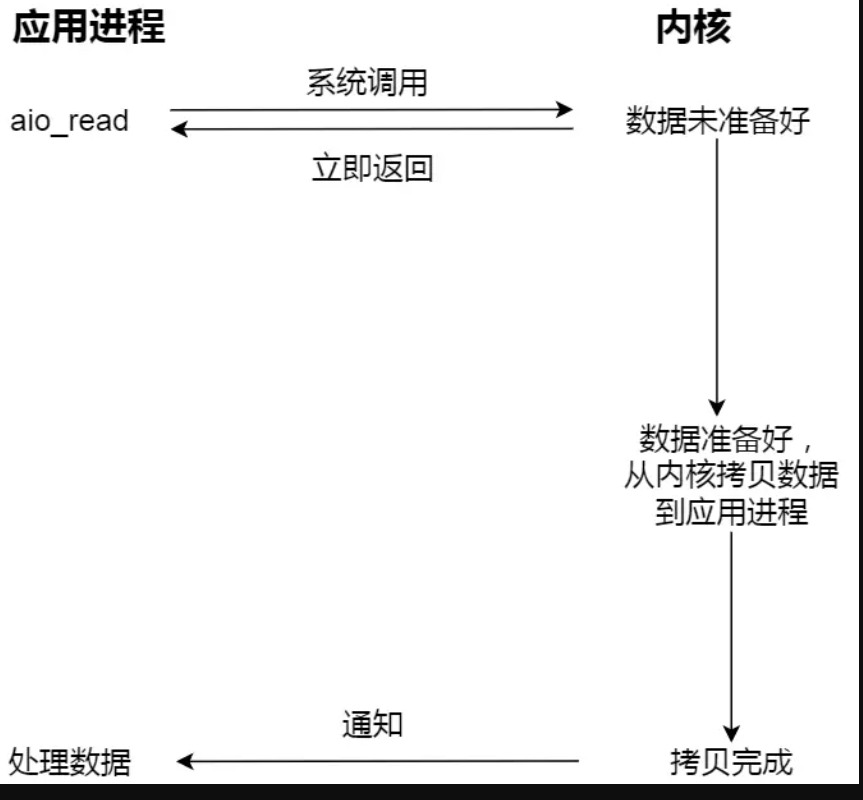 应用进程
内核
系统调用
aio_read
数据未准备好
立即返回
数据准备好，
从内核拷贝数据
到应用进程
通知
处理数据
拷贝完成